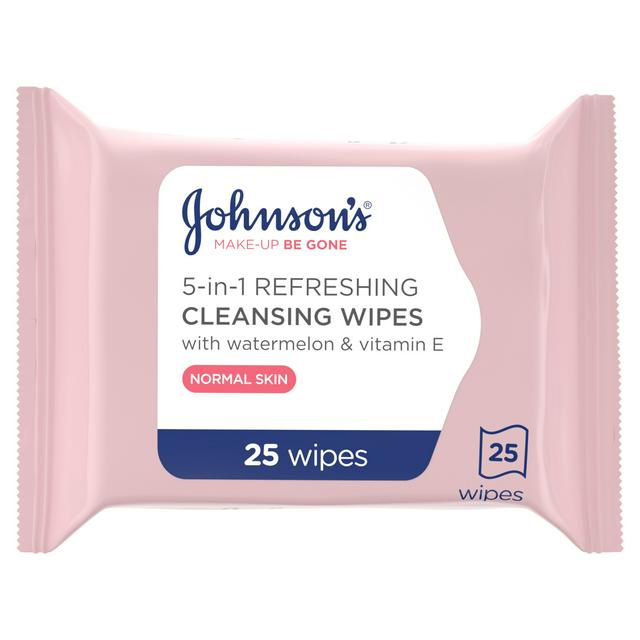 Johnson's®
MAKE-UP BE GONE
5-in-1 REFRESHING
CLEANSING WIPES
with watermelon & vitamin E
NORMAL SKIN
25 wipes
25
wipes